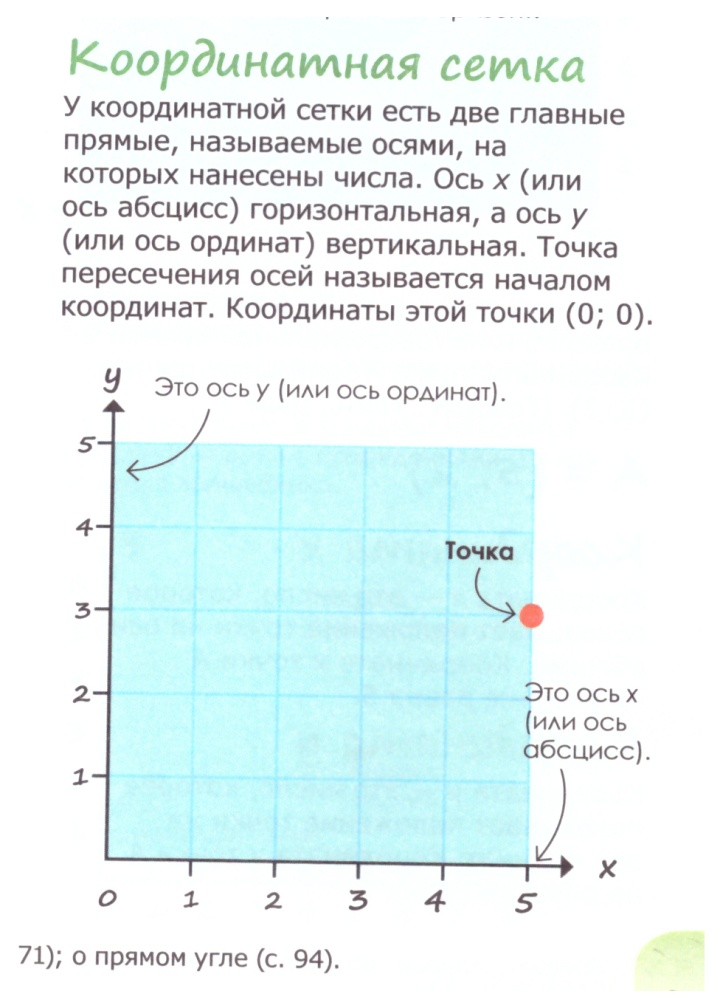 Координатная сетка
У координатной сетки есть две главные
прямые, называемые осями, на
которых нанесены числа. Ось x (или
ось абсцисс) горизонтальная, а ось y
(или ось ординат) вертикальная. Точка
пересечения осей называется началом
координат. Координаты этой точки (0; 0).
y
Это ось y (или ось ординат).
5
4
Точка
3
2
Это ось x
(или ось
абсцисс).
1
x
0 1 2 3 4 5
71); о прямом угле (с. 94).